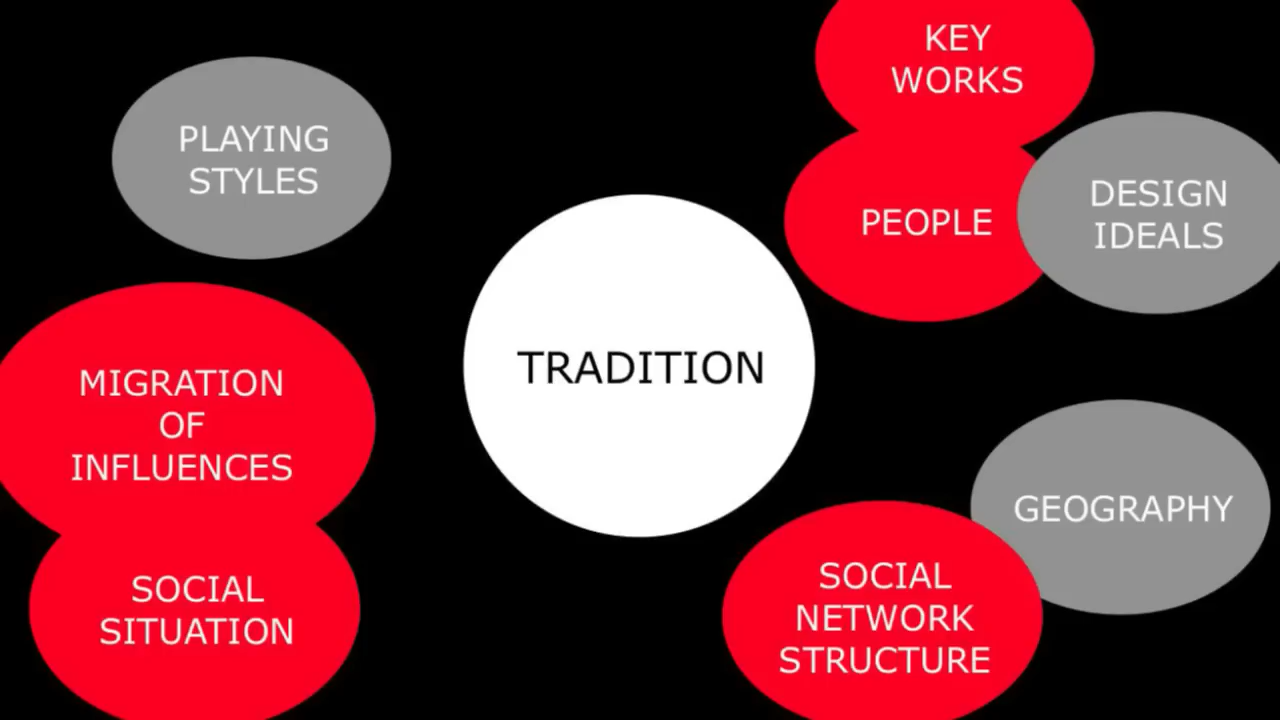 KEY
WORKS
PLAYING
STYLES
PEOPLE
DESIGN
IDEALS
TRADITION
MIGRATION
OF
INFLUENCES
GEOGRAPHY
SOCIAL
SITUATION
SOCIAL
NETWORK
STRUCTURE